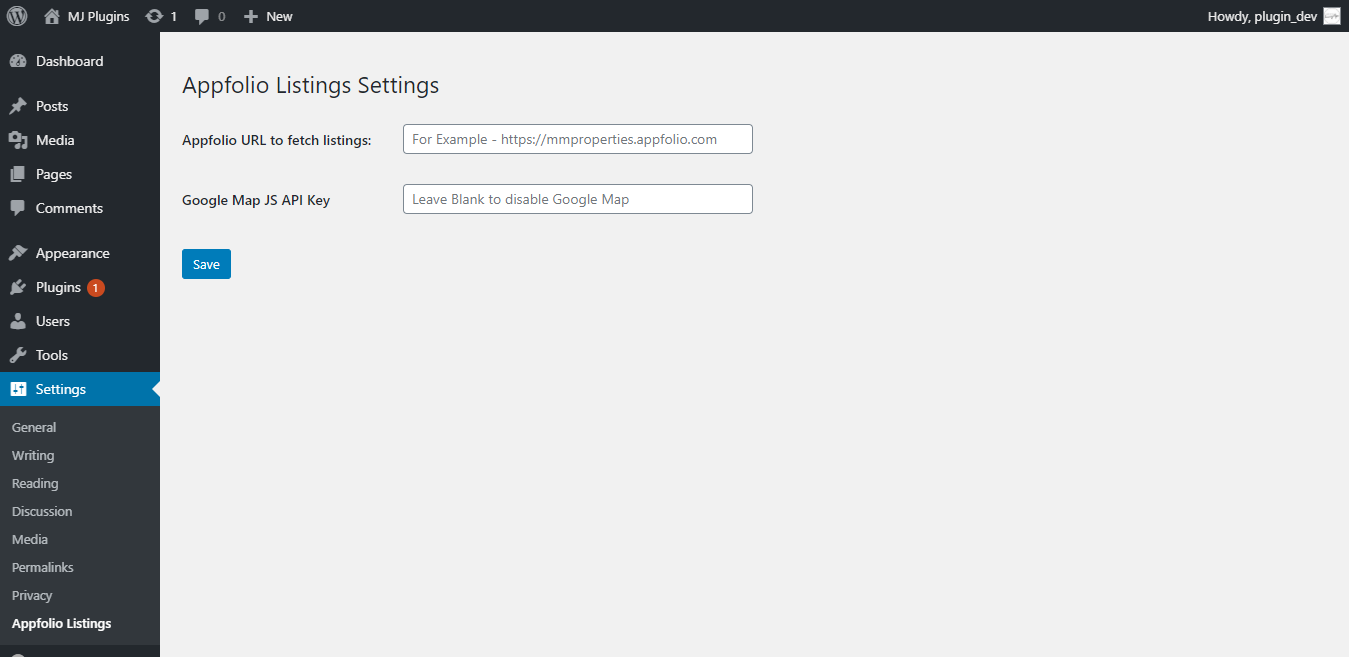 MJ Plugins 1 0 New Howdy, plugin_dev
Dashboard
Posts
Media
Pages
Comments
Appearance
Plugins 1
Users
Tools
Settings
General
Writing
Reading
Discussion
Media
Permalinks
Privacy
Appfolio Listings
Appfolio Listings Settings
Appfolio URL to fetch listings: For Example - https://mmproperties.appfolio.com
Google Map JS API Key Leave Blank to disable Google Map
Save